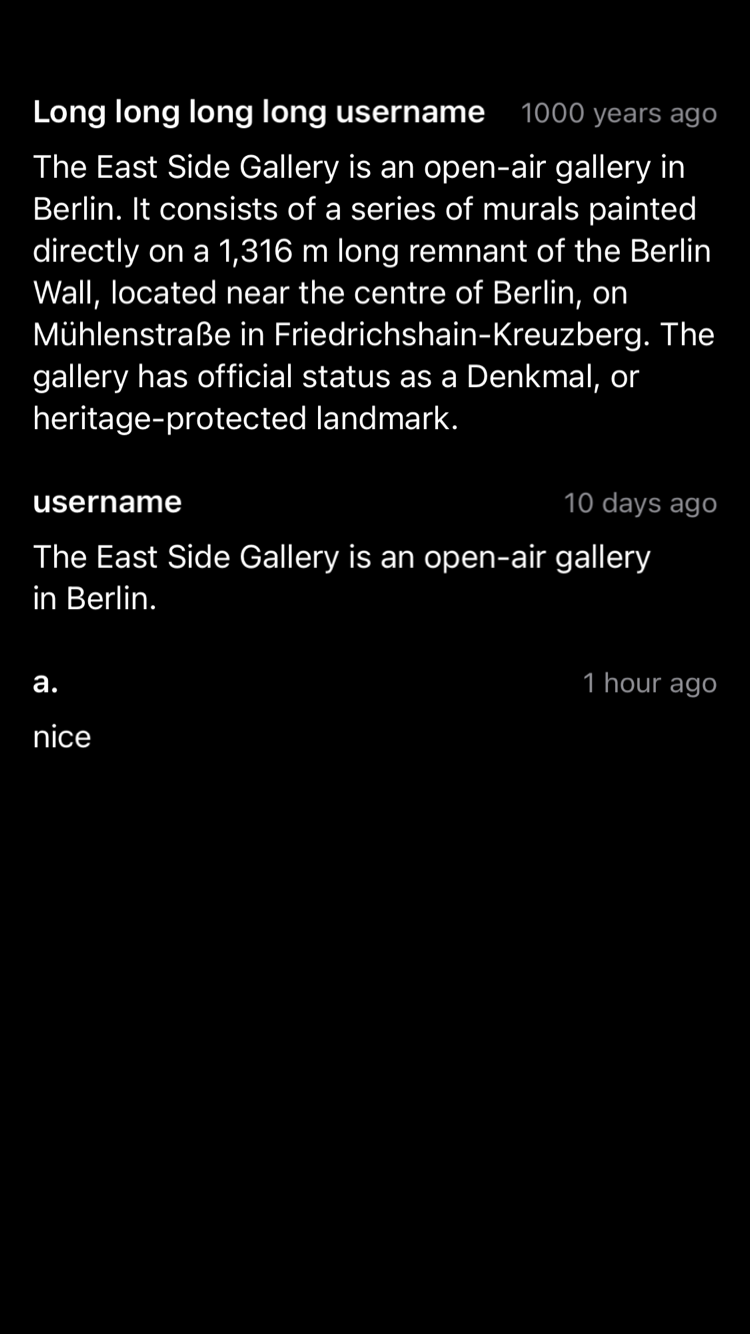 Long long long long username 1000 years ago
The East Side Gallery is an open-air gallery in
Berlin. It consists of a series of murals painted
directly on a 1,316 m long remnant of the Berlin
Wall, located near the centre of Berlin, on
Mühlenstraße in Friedrichshain-Kreuzberg. The
gallery has official status as a Denkmal, or
heritage-protected landmark.
username 10 days ago
The East Side Gallery is an open-air gallery
in Berlin.
a. 1 hour ago
nice